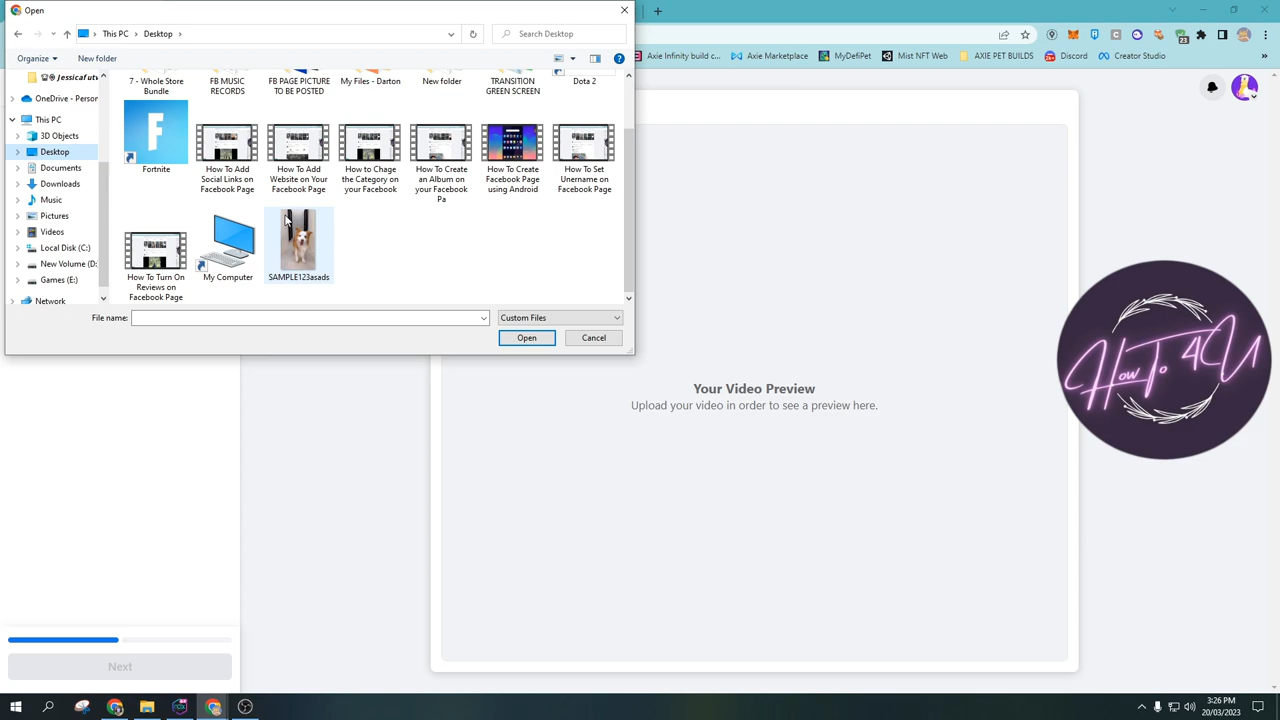 Open
This PC
Desktop
Search Desktop
Organize
New folder
Axie Infinity build c...
Axie Marketplace
MyDefiPet
Mist NFT Web
AXIE PET BUILDS
Discord
Creator Studio
23
7 - Whole Store
Bundle
FB MUSIC
RECORDS
FB PAGE PICTURE
TO BE POSTED
My Files - Darton
New folder
TRANSITION
GREEN SCREEN
Dota 2
OneDrive - Person
This PC
3D Objects
Desktop
Documents
Downloads
Music
Pictures
Videos
Local Disk (C:)
New Volume (D:
Games (E:)
Network
Fortnite
How To Add
Social Links on
Facebook Page
How To Add
Website on Your
Facebook Page
How to Chage
the Category on
your Facebook
How To Create
an Album on
your Facebook
Pa
How To Create
Facebook Page
using Android
How To Set
Unername on
Facebook Page
How To Turn On
Reviews on
Facebook Page
My Computer
SAMPLE123asads
File name:
Custom Files
Open
Cancel
Your Video Preview
Upload your video in order to see a preview here.
How To 4U
Next
3:26 PM
20/03/2023